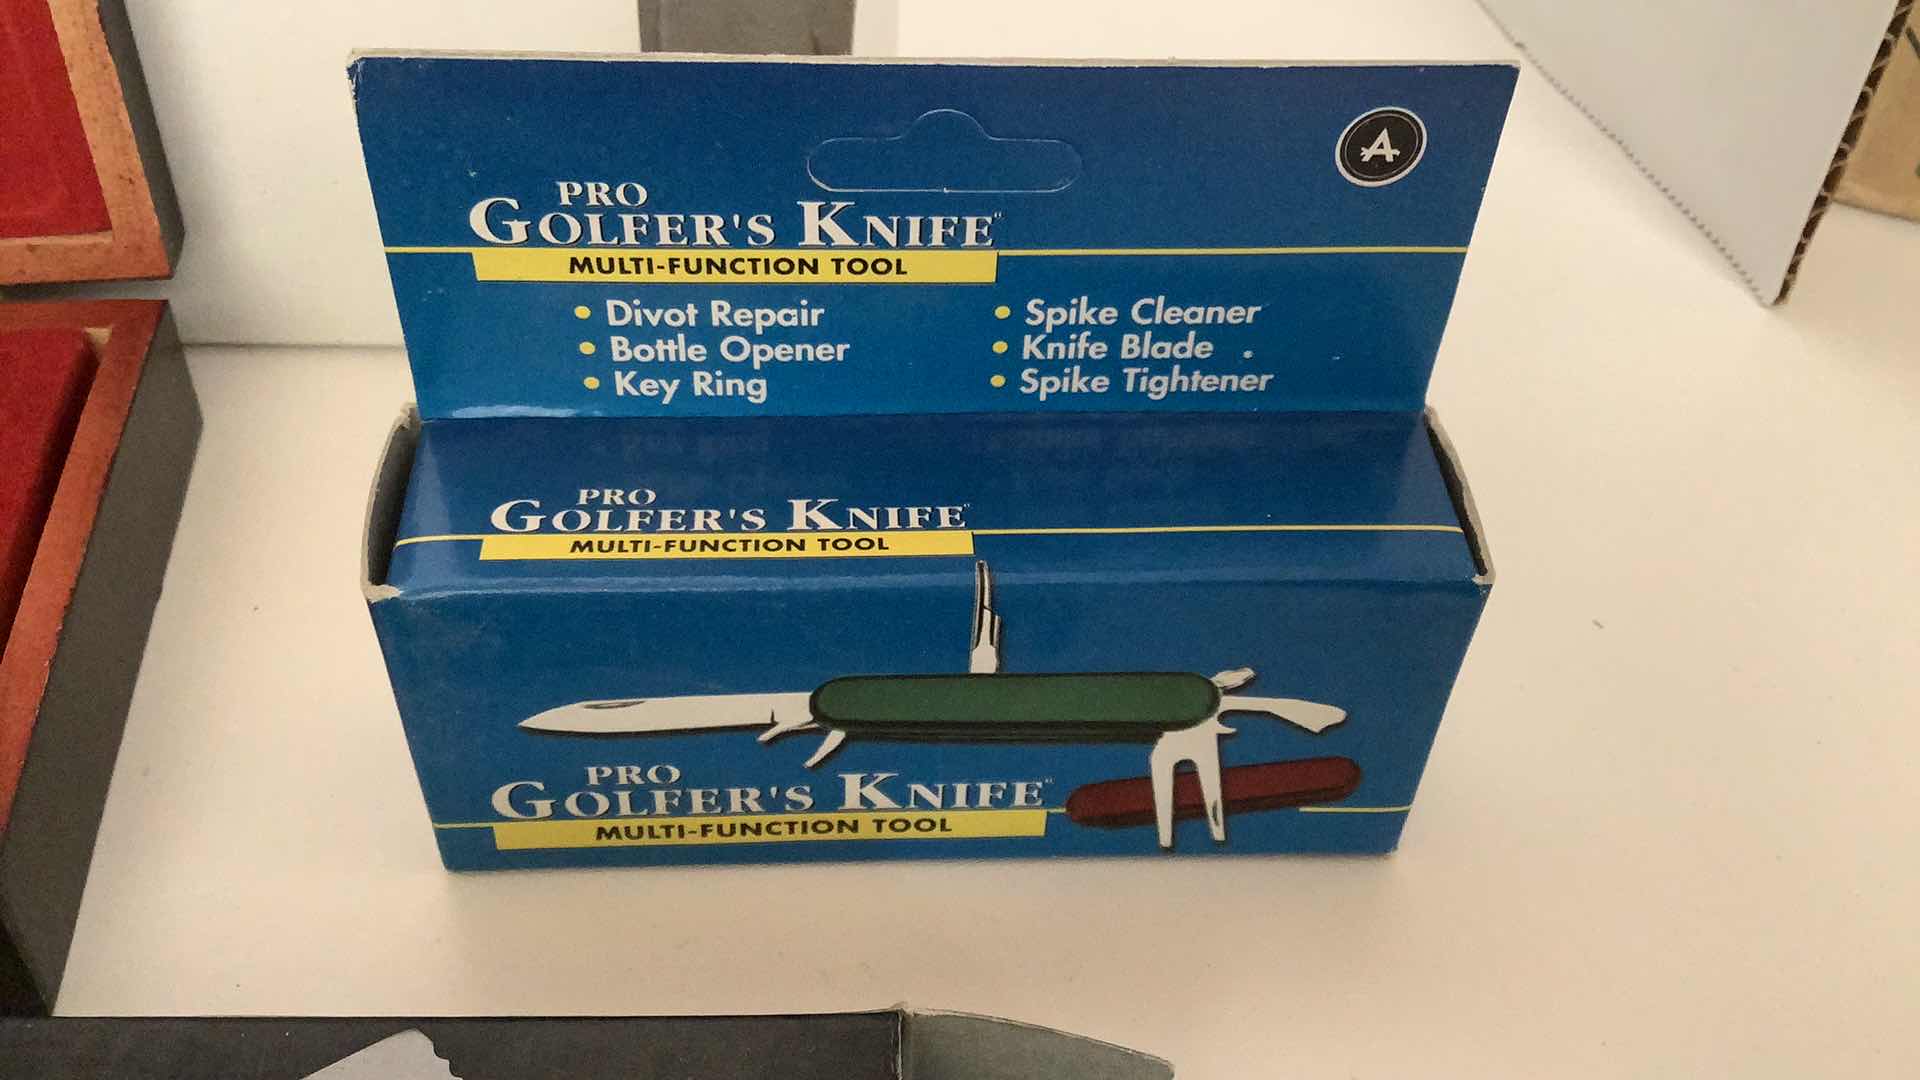 A
PRO
GOLFER'S KNIFE
MULTI-FUNCTION TOOL
• Divot Repair
• Bottle Opener
• Key Ring
• Spike Cleaner
• Knife Blade
• Spike Tightener
PRO
GOLFER'S KNIFE
MULTI-FUNCTION TOOL
PRO
GOLFER'S KNIFE
MULTI-FUNCTION TOOL